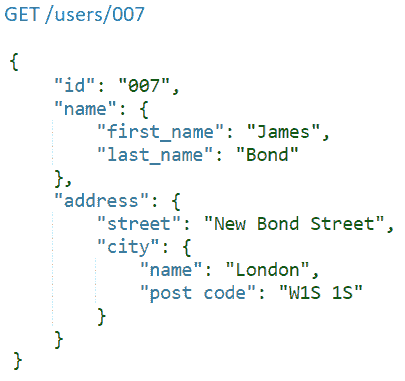 GET /users/007
{
"id": "007",
"name": {
"first_name": "James",
"last_name": "Bond"
},
"address": {
"street": "New Bond Street",
"city": {
"name": "London",
"post code": "W1S 1S"
}
}
}